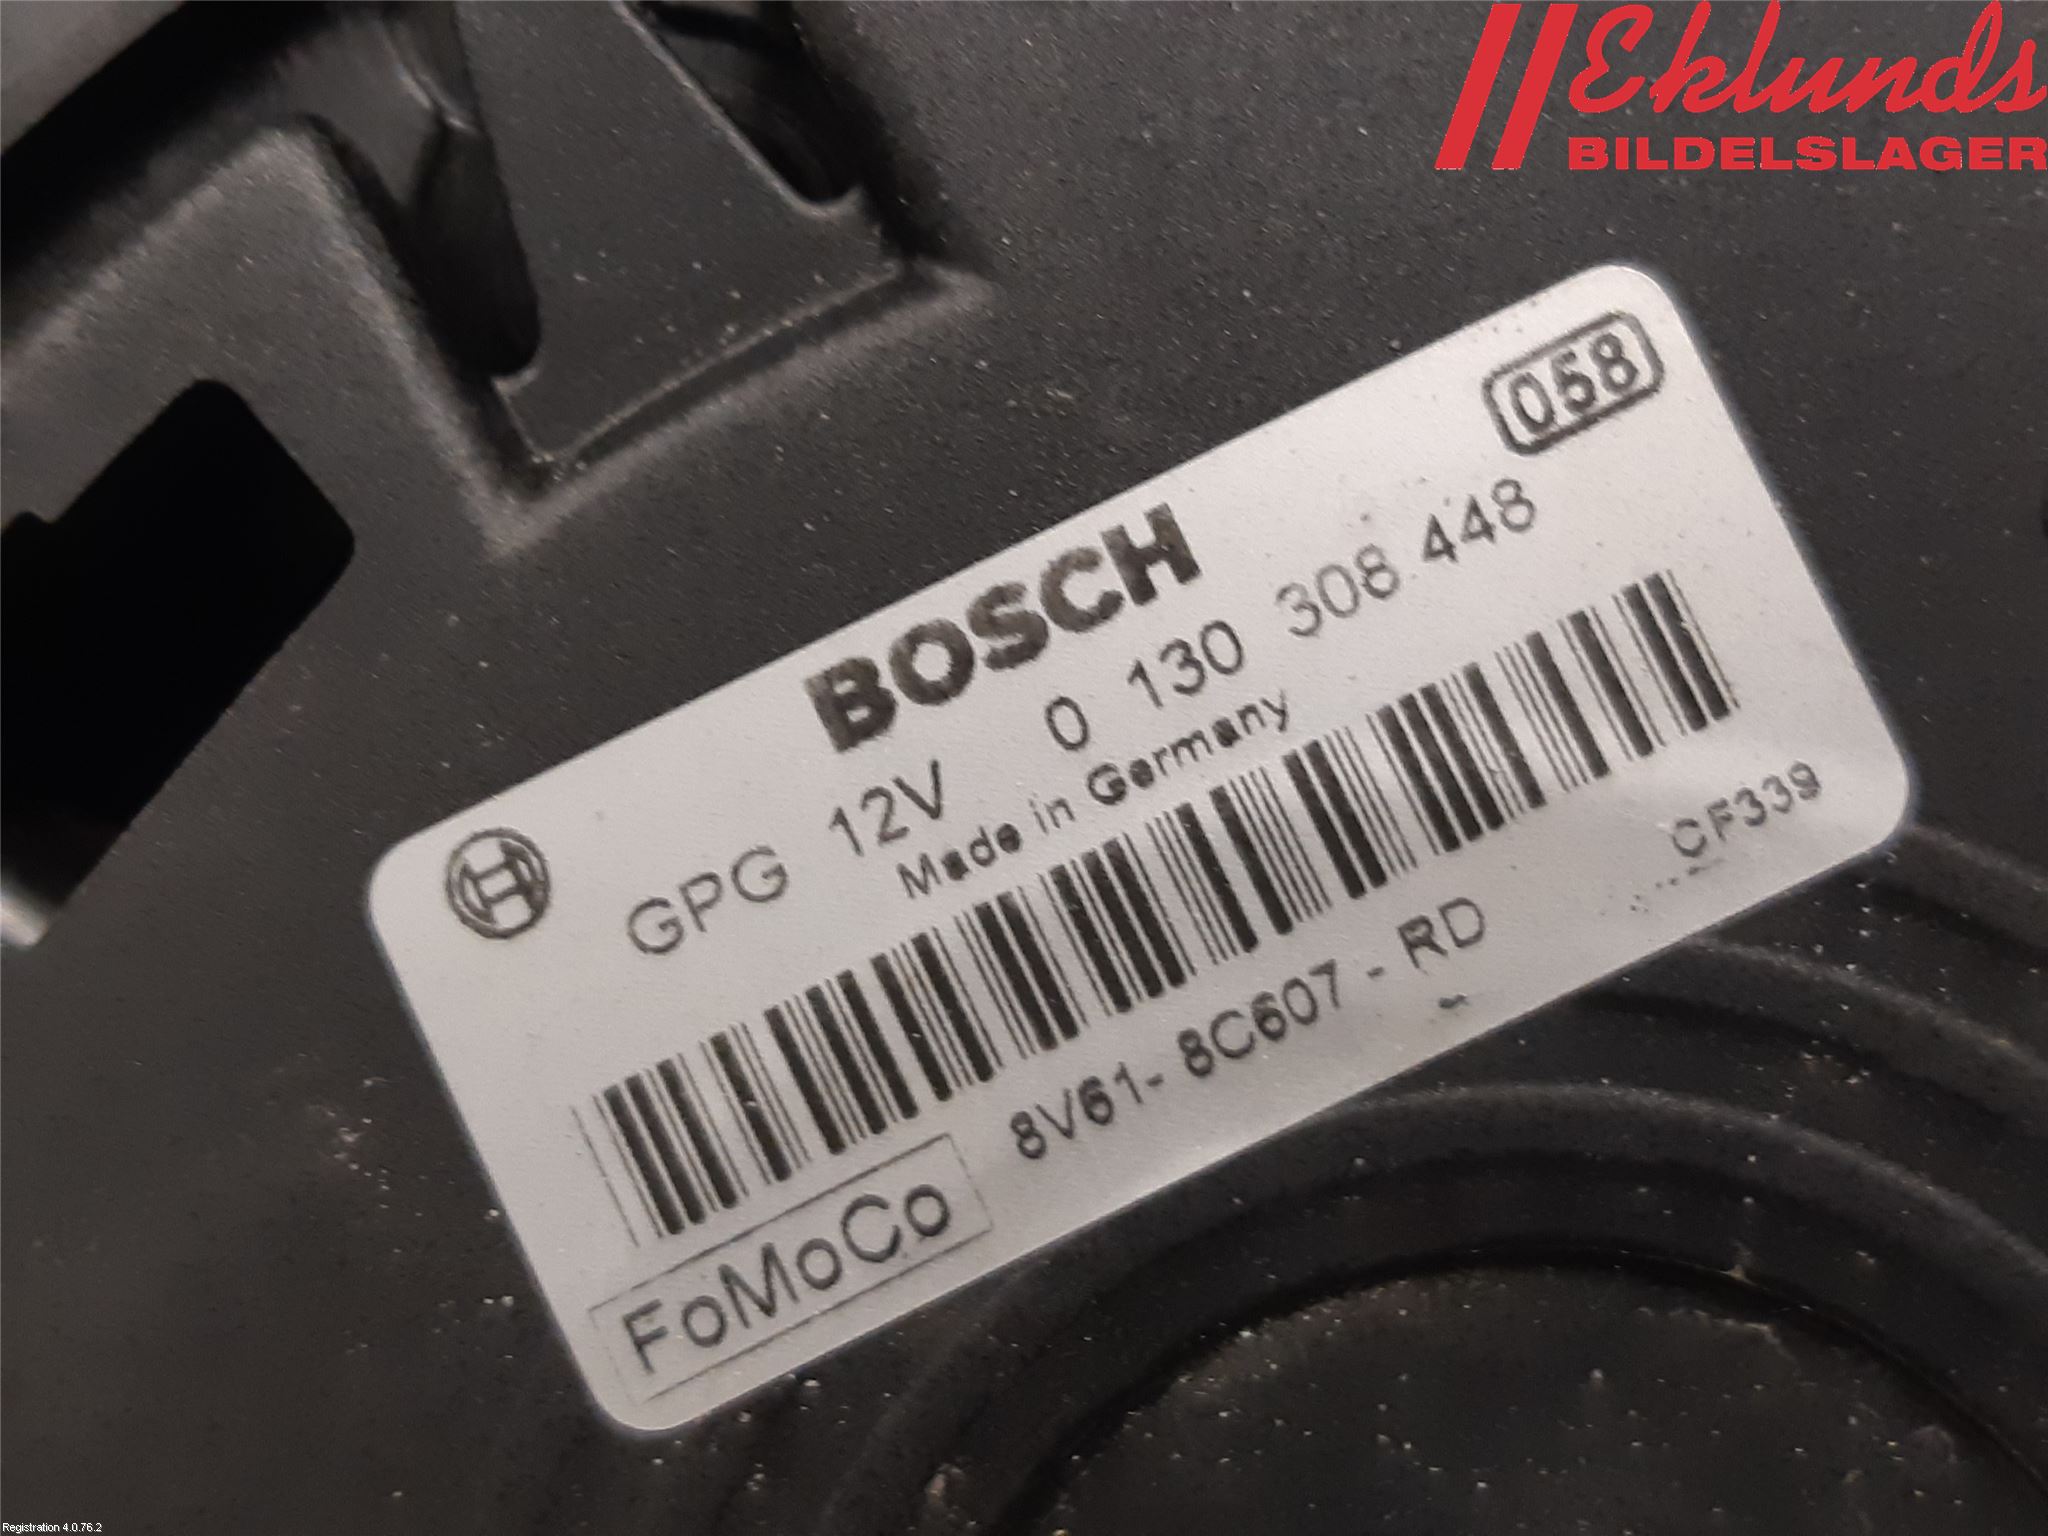 Eklunds
BILDELSLAGER
058
BOSCH
GPG 12V 0 130 308 448
Made in Germany
CF339
8V61-8C607-RD
FoMoCo
Registration 4.0.76.2